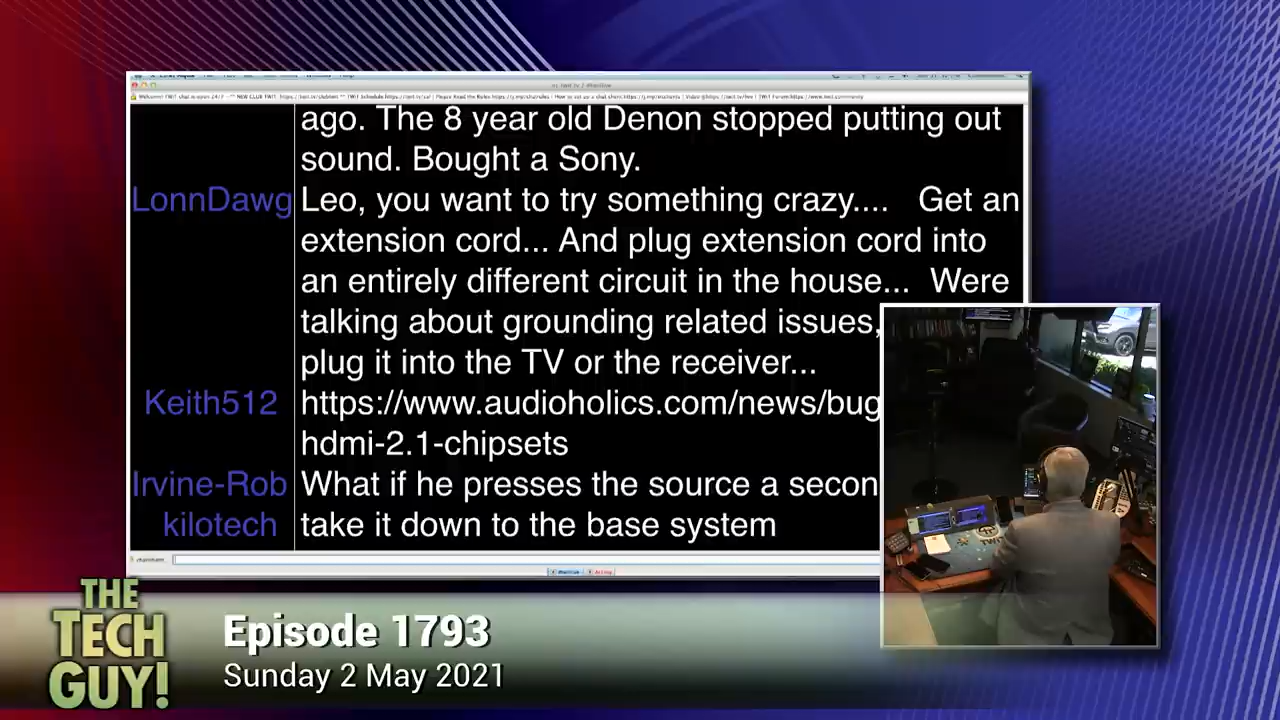 ago. The 8 year old Denon stopped putting out
sound. Bought a Sony.
LonnDawg Leo, you want to try something crazy.... Get an
extension cord... And plug extension cord into
an entirely different circuit in the house... Were
talking about grounding related issues,
plug it into the TV or the receiver...
Keith512 https://www.audioholics.com/news/bug
hdmi-2.1-chipsets
Irvine-Rob What if he presses the source a secon
kilotech take it down to the base system
THE
TECH
GUY!
Episode 1793
Sunday 2 May 2021